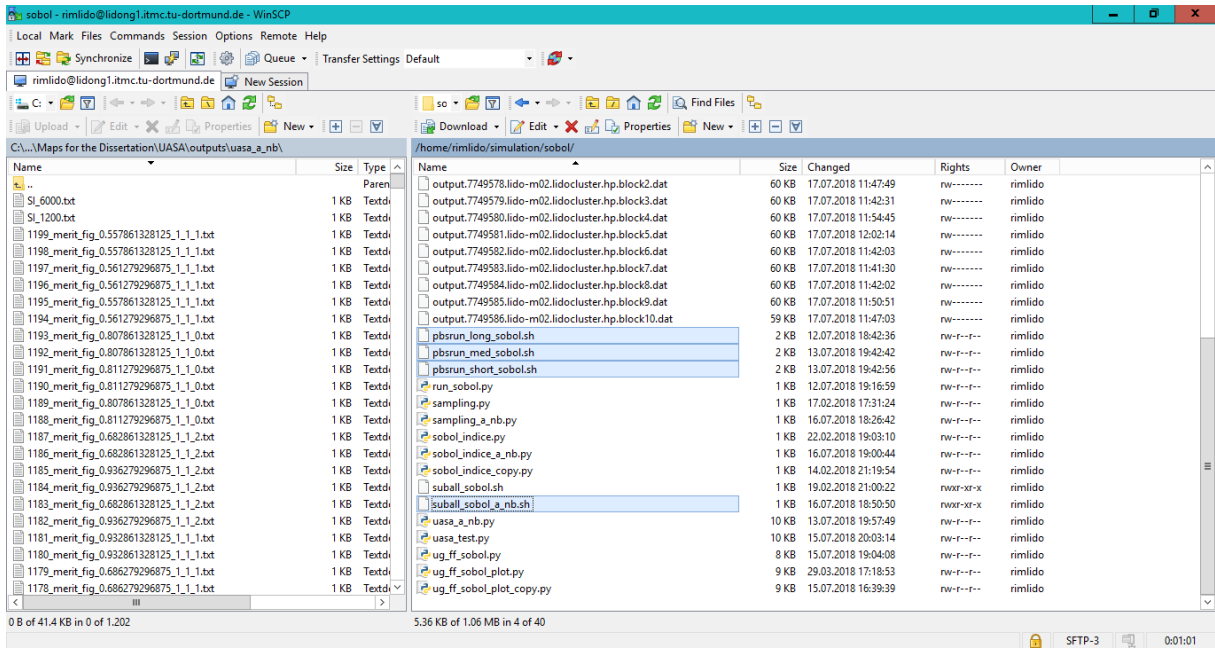 sobol - rimlido@lidong1.itmc.tu-dortmund.de - WinSCP
Local Mark Files Commands Session Options Remote Help
Synchronize Queue Transfer Settings Default
rimlido@lidong1.itmc.tu-dortmund.de New Session
C: so Find Files
Upload Edit Properties New Download Edit Properties New
C:\...\Maps for the Dissertation\UASA\outputs\uasa_a_nb\ /home/rimlido/simulation/sobol/
Name Size Type Name Size Changed Rights Owner
.. Paren output.7749578.lido-m02.lidocluster.hp.block2.dat 60 KB 17.07.2018 11:47:49 rw------- rimlido
SI_6000.txt 1 KB Textd output.7749579.lido-m02.lidocluster.hp.block3.dat 60 KB 17.07.2018 11:42:31 rw------- rimlido
SI_1200.txt 1 KB Textd output.7749580.lido-m02.lidocluster.hp.block4.dat 60 KB 17.07.2018 11:54:45 rw------- rimlido
1199_merit_fig_0.557861328125_1_1_1.txt 1 KB Textd output.7749581.lido-m02.lidocluster.hp.block5.dat 60 KB 17.07.2018 12:02:14 rw------- rimlido
1198_merit_fig_0.557861328125_1_1_1.txt 1 KB Textd output.7749582.lido-m02.lidocluster.hp.block6.dat 60 KB 17.07.2018 11:42:03 rw------- rimlido
1197_merit_fig_0.561279296875_1_1_1.txt 1 KB Textd output.7749583.lido-m02.lidocluster.hp.block7.dat 60 KB 17.07.2018 11:41:30 rw------- rimlido
1196_merit_fig_0.561279296875_1_1_1.txt 1 KB Textd output.7749584.lido-m02.lidocluster.hp.block8.dat 60 KB 17.07.2018 11:42:02 rw------- rimlido
1195_merit_fig_0.557861328125_1_1_1.txt 1 KB Textd output.7749585.lido-m02.lidocluster.hp.block9.dat 60 KB 17.07.2018 11:50:51 rw------- rimlido
1194_merit_fig_0.561279296875_1_1_1.txt 1 KB Textd output.7749586.lido-m02.lidocluster.hp.block10.dat 59 KB 17.07.2018 11:47:03 rw------- rimlido
1193_merit_fig_0.807861328125_1_1_0.txt 1 KB Textd pbsrun_long_sobol.sh 2 KB 12.07.2018 18:42:36 rw-r--r-- rimlido
1192_merit_fig_0.807861328125_1_1_0.txt 1 KB Textd pbsrun_med_sobol.sh 2 KB 13.07.2018 19:42:42 rw-r--r-- rimlido
1191_merit_fig_0.811279296875_1_1_0.txt 1 KB Textd pbsrun_short_sobol.sh 2 KB 13.07.2018 19:42:56 rw-r--r-- rimlido
1190_merit_fig_0.811279296875_1_1_0.txt 1 KB Textd run_sobol.py 1 KB 12.07.2018 19:16:59 rw-r--r-- rimlido
1189_merit_fig_0.807861328125_1_1_0.txt 1 KB Textd sampling.py 1 KB 17.02.2018 17:31:24 rw-r--r-- rimlido
1188_merit_fig_0.811279296875_1_1_0.txt 1 KB Textd sampling_a_nb.py 1 KB 16.07.2018 18:26:42 rw-r--r-- rimlido
1187_merit_fig_0.682861328125_1_1_2.txt 1 KB Textd sobol_indice.py 1 KB 22.02.2018 19:03:10 rw-r--r-- rimlido
1186_merit_fig_0.682861328125_1_1_2.txt 1 KB Textd sobol_indice_a_nb.py 1 KB 16.07.2018 19:00:44 rw-r--r-- rimlido
1185_merit_fig_0.936279296875_1_1_2.txt 1 KB Textd sobol_indice_copy.py 1 KB 14.02.2018 21:19:54 rw-r--r-- rimlido
1184_merit_fig_0.936279296875_1_1_2.txt 1 KB Textd suball_sobol.sh 1 KB 19.02.2018 21:00:22 rwxr-xr-x rimlido
1183_merit_fig_0.682861328125_1_1_2.txt 1 KB Textd suball_sobol_a_nb.sh 1 KB 16.07.2018 18:50:50 rwxr-xr-x rimlido
1182_merit_fig_0.936279296875_1_1_2.txt 1 KB Textd uasa_a_nb.py 10 KB 13.07.2018 19:57:49 rw-r--r-- rimlido
1181_merit_fig_0.932861328125_1_1_1.txt 1 KB Textd uasa_test.py 10 KB 15.07.2018 20:03:14 rw-r--r-- rimlido
1180_merit_fig_0.932861328125_1_1_1.txt 1 KB Textd ug_ff_sobol.py 8 KB 15.07.2018 19:04:08 rw-r--r-- rimlido
1179_merit_fig_0.686279296875_1_1_1.txt 1 KB Textd ug_ff_sobol_plot.py 9 KB 29.03.2018 17:18:53 rw-r--r-- rimlido
1178_merit_fig_0.686279296875_1_1_1.txt 1 KB Textd ug_ff_sobol_plot_copy.py 9 KB 15.07.2018 16:39:39 rw-r--r-- rimlido
0 B of 41.4 KB in 0 of 1.202 5.36 KB of 1.06 MB in 4 of 40
SFTP-3 0:01:01